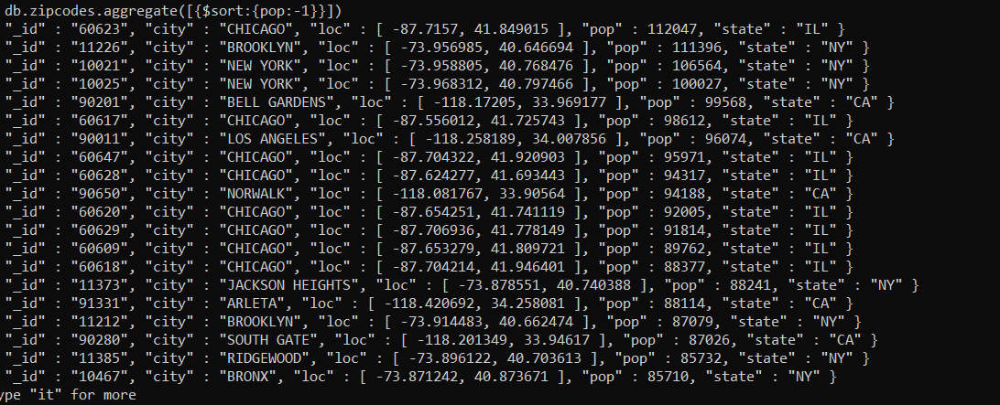 db.zipcodes.aggregate([{$sort:{pop:-1}}])
"_id" : "60623", "city" : "CHICAGO", "loc" : [ -87.7157, 41.849015 ], "pop" : 112047, "state" : "IL" }
"_id" : "11226", "city" : "BROOKLYN", "loc" : [ -73.956985, 40.646694 ], "pop" : 111396, "state" : "NY" }
"_id" : "10021", "city" : "NEW YORK", "loc" : [ -73.958805, 40.768476 ], "pop" : 106564, "state" : "NY" }
"_id" : "10025", "city" : "NEW YORK", "loc" : [ -73.968312, 40.797466 ], "pop" : 100027, "state" : "NY" }
"_id" : "90201", "city" : "BELL GARDENS", "loc" : [ -118.17205, 33.969177 ], "pop" : 99568, "state" : "CA" }
"_id" : "60617", "city" : "CHICAGO", "loc" : [ -87.556012, 41.725743 ], "pop" : 98612, "state" : "IL" }
"_id" : "90011", "city" : "LOS ANGELES", "loc" : [ -118.258189, 34.007856 ], "pop" : 96074, "state" : "CA" }
"_id" : "60647", "city" : "CHICAGO", "loc" : [ -87.704322, 41.920903 ], "pop" : 95971, "state" : "IL" }
"_id" : "60628", "city" : "CHICAGO", "loc" : [ -87.624277, 41.693443 ], "pop" : 94317, "state" : "IL" }
"_id" : "90650", "city" : "NORWALK", "loc" : [ -118.081767, 33.90564 ], "pop" : 94188, "state" : "CA" }
"_id" : "60620", "city" : "CHICAGO", "loc" : [ -87.654251, 41.741119 ], "pop" : 92005, "state" : "IL" }
"_id" : "60629", "city" : "CHICAGO", "loc" : [ -87.706936, 41.778149 ], "pop" : 91814, "state" : "IL" }
"_id" : "60609", "city" : "CHICAGO", "loc" : [ -87.653279, 41.809721 ], "pop" : 89762, "state" : "IL" }
"_id" : "60618", "city" : "CHICAGO", "loc" : [ -87.704214, 41.946401 ], "pop" : 88377, "state" : "IL" }
"_id" : "11373", "city" : "JACKSON HEIGHTS", "loc" : [ -73.878551, 40.740388 ], "pop" : 88241, "state" : "NY" }
"_id" : "91331", "city" : "ARLETA", "loc" : [ -118.420692, 34.258081 ], "pop" : 88114, "state" : "CA" }
"_id" : "11212", "city" : "BROOKLYN", "loc" : [ -73.914483, 40.662474 ], "pop" : 87079, "state" : "NY" }
"_id" : "90280", "city" : "SOUTH GATE", "loc" : [ -118.201349, 33.94617 ], "pop" : 87026, "state" : "CA" }
"_id" : "11385", "city" : "RIDGEWOOD", "loc" : [ -73.896122, 40.703613 ], "pop" : 85732, "state" : "NY" }
"_id" : "10467", "city" : "BRONX", "loc" : [ -73.871242, 40.873671 ], "pop" : 85710, "state" : "NY" }
ype "it" for more